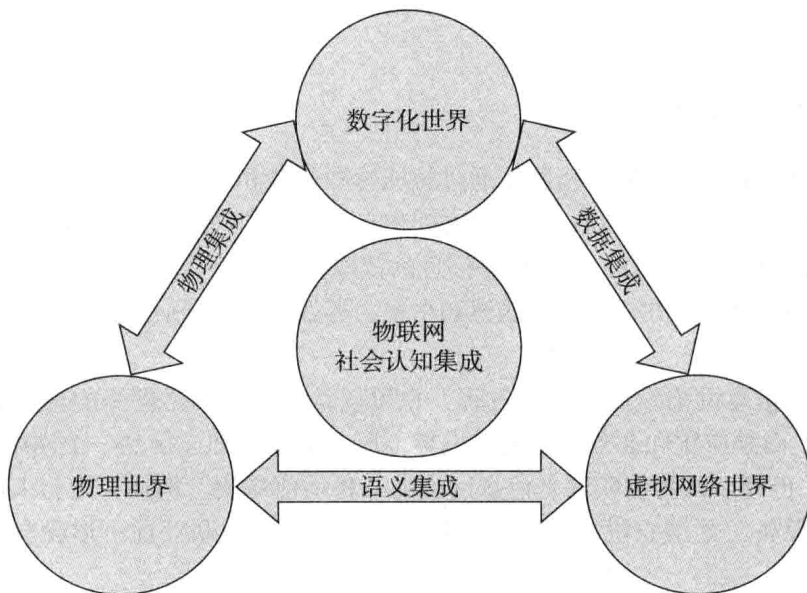 数字化世界
物理集成
数据集成
物联网
社会认知集成
物理世界
语义集成
虚拟网络世界